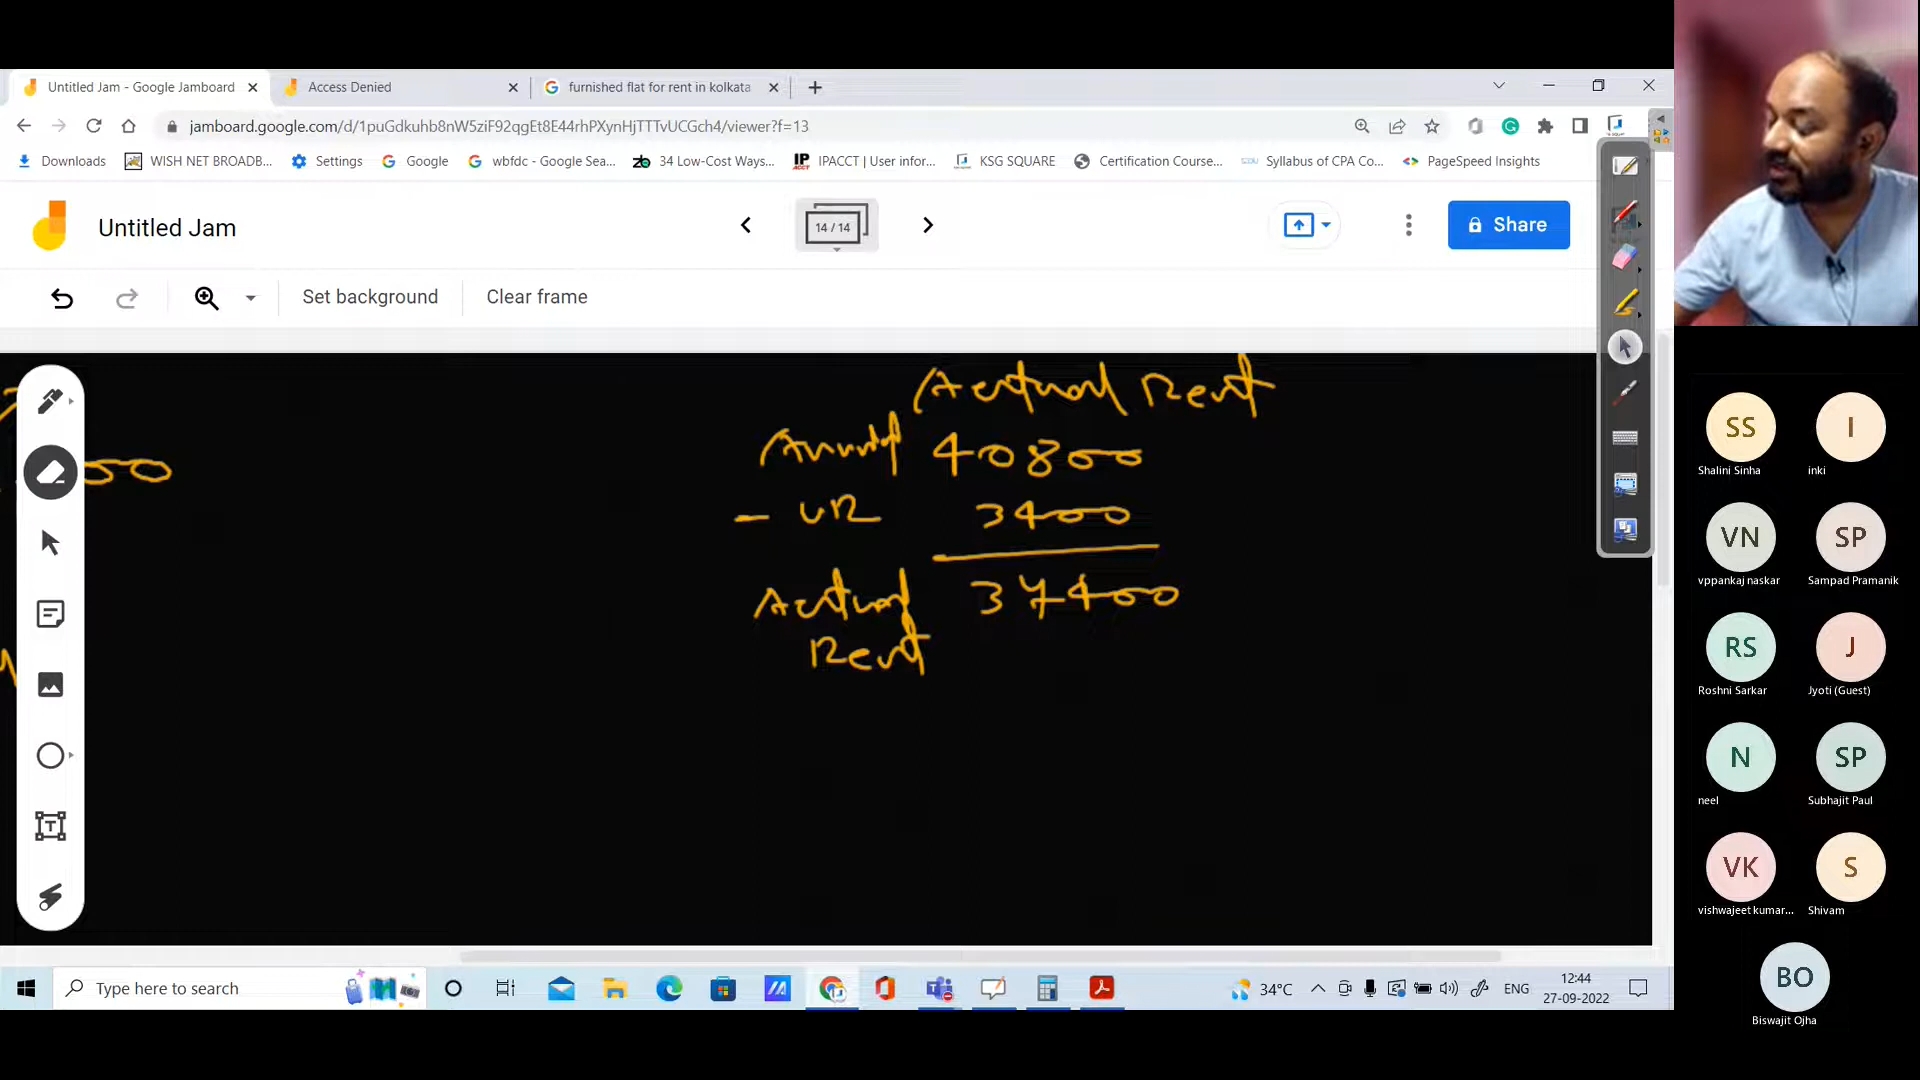 Untitled Jam - Google Jamboard
Access Denied
furnished flat for rent in kolkata
jamboard.google.com/d/1puGdkuhb8nW5ziF92qgEt8E44rhPXynHjTTTvUCGch4/viewer?f=13
Downloads
WISH NET BROADB...
Settings
Google
wbfdc - Google Sea...
34 Low-Cost Ways...
IPACCT | User infor...
KSG SQUARE
Certification Course...
Syllabus of CPA Co...
PageSpeed Insights
Untitled Jam
14 / 14
Share
Set background
Clear frame
Actual Rent
Annual 40800
- UR 3400
Actual 37400
Rent
00
SS
Shalini Sinha
I
inki
VN
vppankaj naskar
SP
Sampad Pramanik
RS
Roshni Sarkar
J
Jyoti (Guest)
N
neel
SP
Subhajit Paul
VK
vishwajeet kumar...
S
Shivam
BO
Biswajit Ojha
Type here to search
34°C
ENG
12:44
27-09-2022